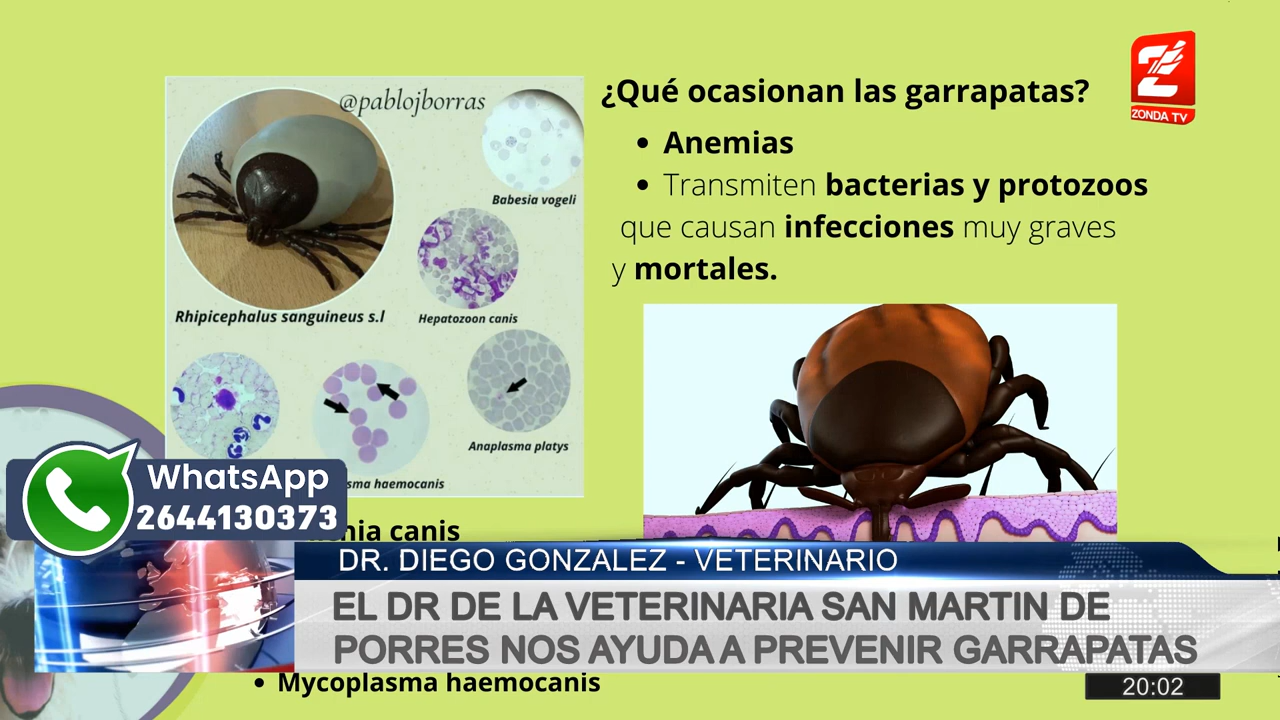 @pablojborras
Babesia vogeli
Rhipicephalus sanguineus s.l
Hepatozoon canis
Anaplasma platys
haemocanis
¿Qué ocasionan las garrapatas?
• Anemias
• Transmiten bacterias y protozoos
que causan infecciones muy graves
y mortales.
ZONDA TV
WhatsApp
2644130373
canis
DR. DIEGO GONZALEZ - VETERINARIO
EL DR DE LA VETERINARIA SAN MARTIN DE
PORRES NOS AYUDA A PREVENIR GARRAPATAS
• Mycoplasma haemocanis
20:02